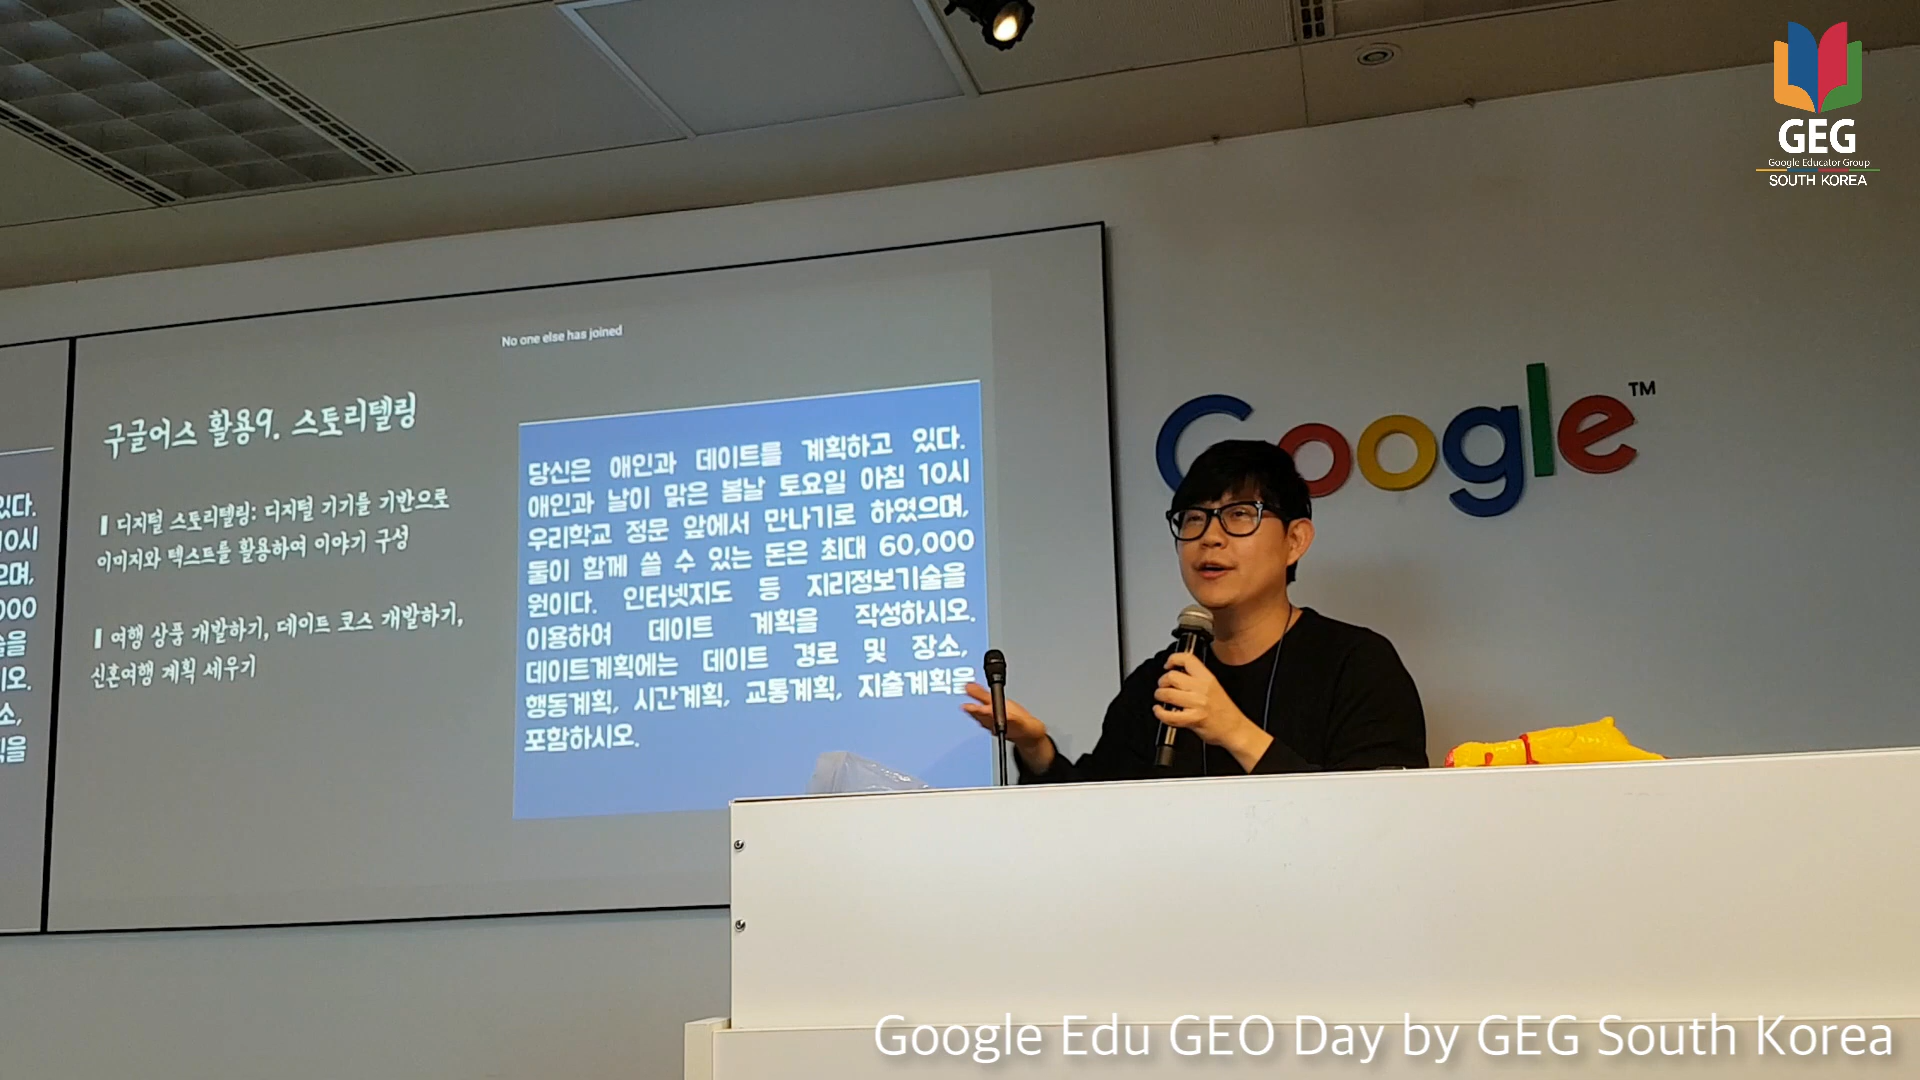 GEG
Google Educator Group
SOUTH KOREA
No one else has joined
구글어스 활용9. 스토리텔링
▌디지털 스토리텔링: 디지털 기기를 기반으로
이미지와 텍스트를 활용하여 이야기 구성
▌여행 상품 개발하기, 데이트 코스 개발하기,
신혼여행 계획 세우기
당신은 애인과 데이트를 계획하고 있다.
애인과 날이 맑은 봄날 토요일 아침 10시
우리학교 정문 앞에서 만나기로 하였으며,
둘이 함께 쓸 수 있는 돈은 최대 60,000
원이다. 인터넷지도 등 지리정보기술을
이용하여 데이트 계획을 작성하시오.
데이트계획에는 데이트 경로 및 장소,
행동계획, 시간계획, 교통계획, 지출계획을
포함하시오.
Google™
Google Edu GEO Day by GEG South Korea